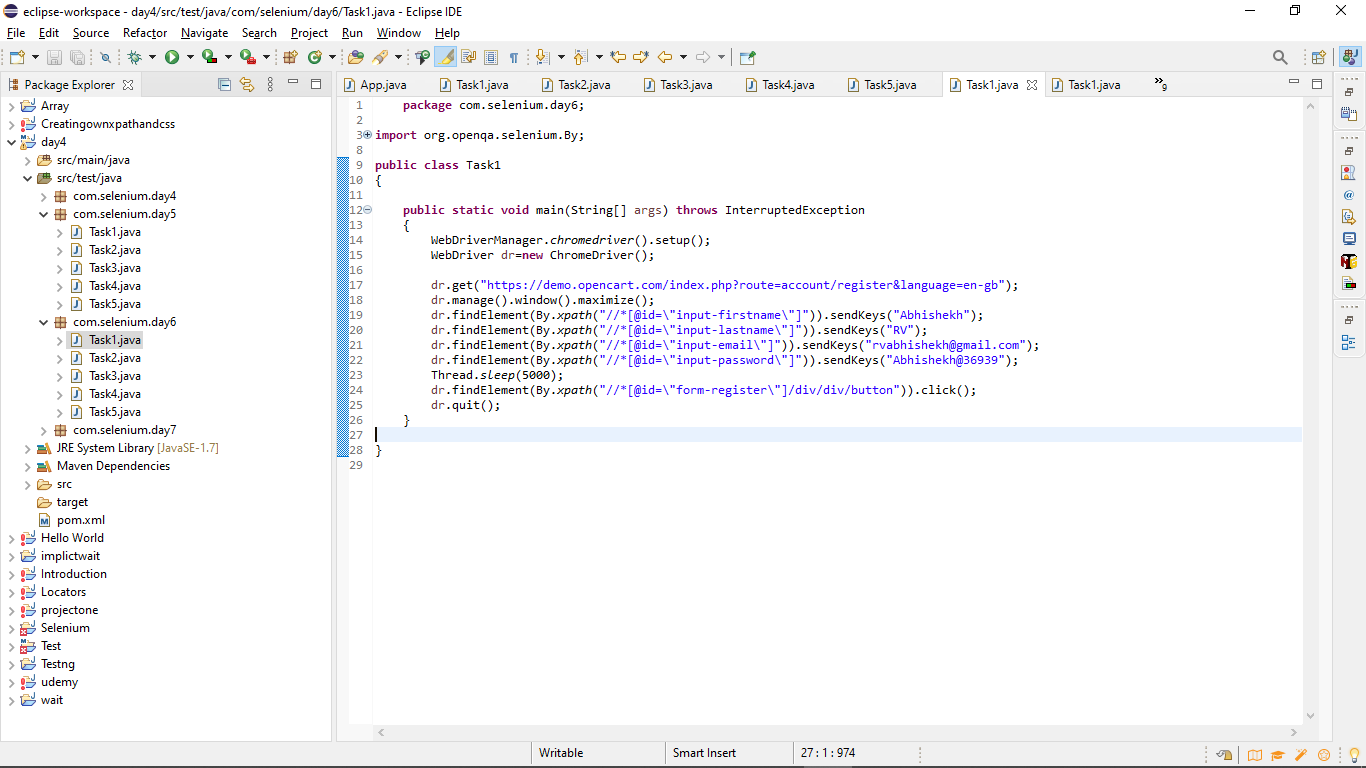 eclipse-workspace - day4/src/test/java/com/selenium/day6/Task1.java - Eclipse IDE
File Edit Source Refactor Navigate Search Project Run Window Help
Package Explorer
Array
Creatingownxpathandcss
day4
src/main/java
src/test/java
com.selenium.day4
com.selenium.day5
Task1.java
Task2.java
Task3.java
Task4.java
Task5.java
com.selenium.day6
Task1.java
Task2.java
Task3.java
Task4.java
Task5.java
com.selenium.day7
JRE System Library [JavaSE-1.7]
Maven Dependencies
src
target
pom.xml
Hello World
implictwait
Introduction
Locators
projectone
Selenium
Test
Testng
udemy
wait
App.java Task1.java Task2.java Task3.java Task4.java Task5.java Task1.java Task1.java »9
1 package com.selenium.day6;
2
3 import org.openqa.selenium.By;
8
9 public class Task1
10 {
11
12 public static void main(String[] args) throws InterruptedException
13 {
14 WebDriverManager.chromedriver().setup();
15 WebDriver dr=new ChromeDriver();
16
17 dr.get("https://demo.opencart.com/index.php?route=account/register&language=en-gb");
18 dr.manage().window().maximize();
19 dr.findElement(By.xpath("//*[@id=\"input-firstname\"]")).sendKeys("Abhishekh");
20 dr.findElement(By.xpath("//*[@id=\"input-lastname\"]")).sendKeys("RV");
21 dr.findElement(By.xpath("//*[@id=\"input-email\"]")).sendKeys("rvabhishekh@gmail.com");
22 dr.findElement(By.xpath("//*[@id=\"input-password\"]")).sendKeys("Abhishekh@36939");
23 Thread.sleep(5000);
24 dr.findElement(By.xpath("//*[@id=\"form-register\"]/div/div/button")).click();
25 dr.quit();
26 }
27
28 }
29
Writable Smart Insert 27 : 1 : 974